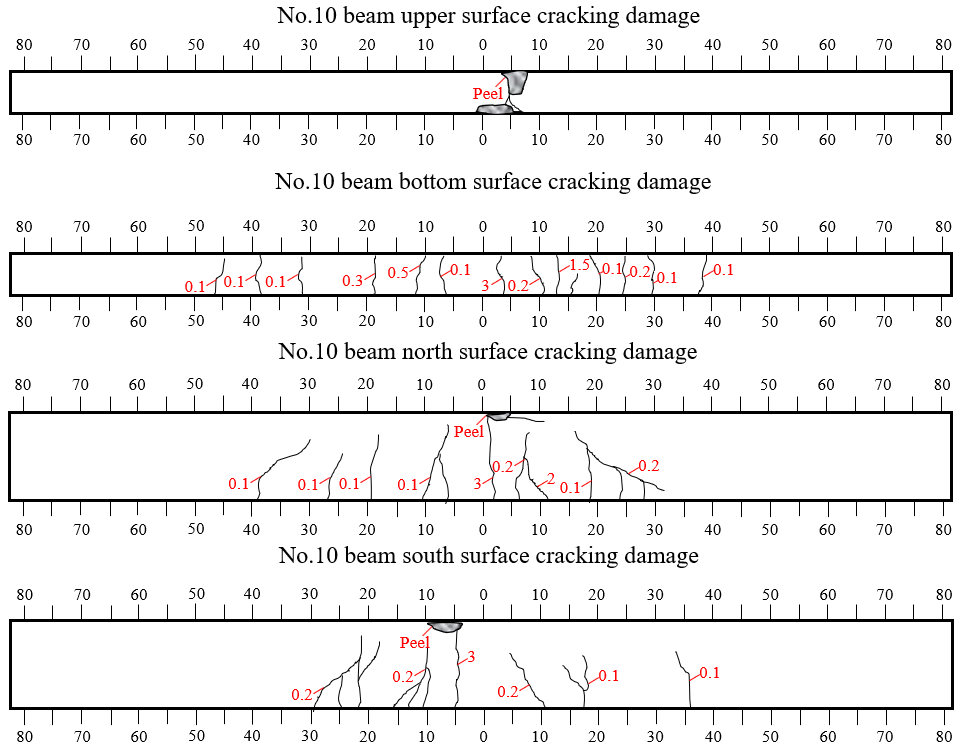 No.10 beam upper surface cracking damage
80 70 60 50 40 30 20 10 0 10 20 30 40 50 60 70 80
Peel
80 70 60 50 40 30 20 10 0 10 20 30 40 50 60 70 80
No.10 beam bottom surface cracking damage
80 70 60 50 40 30 20 10 0 10 20 30 40 50 60 70 80
0.1 0.1 0.1 0.3 0.5 0.1 3 0.2 1.5 0.1 0.2 0.1 0.1
80 70 60 50 40 30 20 10 0 10 20 30 40 50 60 70 80
No.10 beam north surface cracking damage
80 70 60 50 40 30 20 10 0 10 20 30 40 50 60 70 80
Peel
0.1 0.1 0.1 0.1 3 0.2 2 0.1 0.2
80 70 60 50 40 30 20 10 0 10 20 30 40 50 60 70 80
No.10 beam south surface cracking damage
80 70 60 50 40 30 20 10 0 10 20 30 40 50 60 70 80
Peel
0.2 0.2 3 0.2 0.1 0.1
80 70 60 50 40 30 20 10 0 10 20 30 40 50 60 70 80